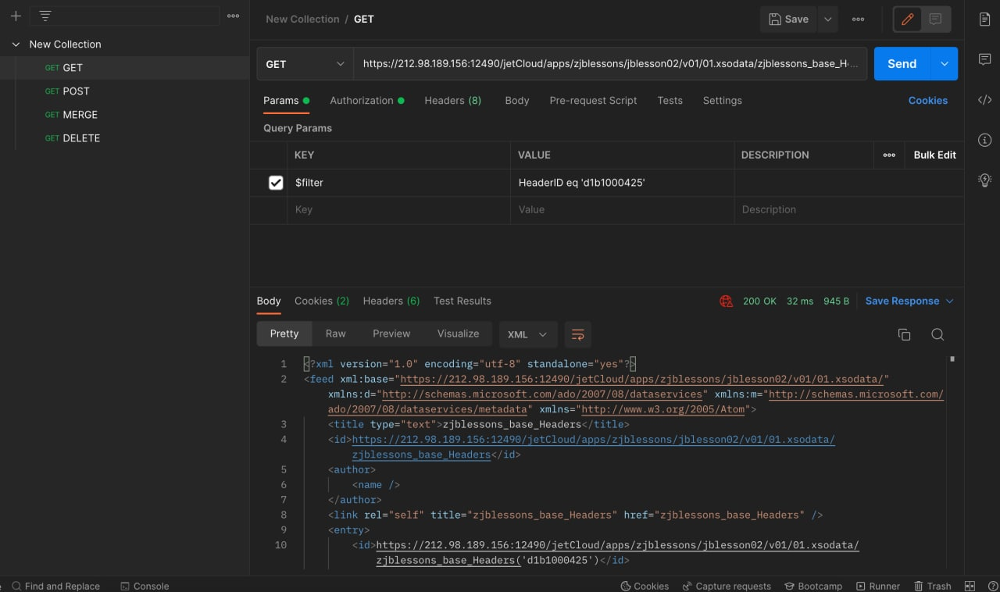 New Collection / GET
Save
New Collection
GET GET
GET POST
GET MERGE
GET DELETE
GET
https://212.98.189.156:12490/jetCloud/apps/zjblessons/jblesson02/v01/01.xsodata/zjblessons_base_H‹...
Send
Params Authorization Headers (8) Body Pre-request Script Tests Settings Cookies
Query Params
KEY VALUE DESCRIPTION Bulk Edit
$filter HeaderID eq 'd1b1000425'
Key Value Description
Body Cookies (2) Headers (6) Test Results 200 OK 32 ms 945 B Save Response
Pretty Raw Preview Visualize XML
1 <?xml version="1.0" encoding="utf-8" standalone="yes"?>
2 <feed xml:base="https://212.98.189.156:12490/jetCloud/apps/zjblessons/jblesson02/v01/01.xsodata/"
xmlns:d="http://schemas.microsoft.com/ado/2007/08/dataservices" xmlns:m="http://schemas.microsoft.com/
ado/2007/08/dataservices/metadata" xmlns="http://www.w3.org/2005/Atom">
3 <title type="text">zjblessons_base_Headers</title>
4 <id>https://212.98.189.156:12490/jetCloud/apps/zjblessons/jblesson02/v01/01.xsodata/
zjblessons_base_Headers</id>
5 <author>
6 <name />
7 </author>
8 <link rel="self" title="zjblessons_base_Headers" href="zjblessons_base_Headers" />
9 <entry>
10 <id>https://212.98.189.156:12490/jetCloud/apps/zjblessons/jblesson02/v01/01.xsodata/
zjblessons_base_Headers('d1b1000425')</id>
Find and Replace Console Cookies Capture requests Bootcamp Runner Trash